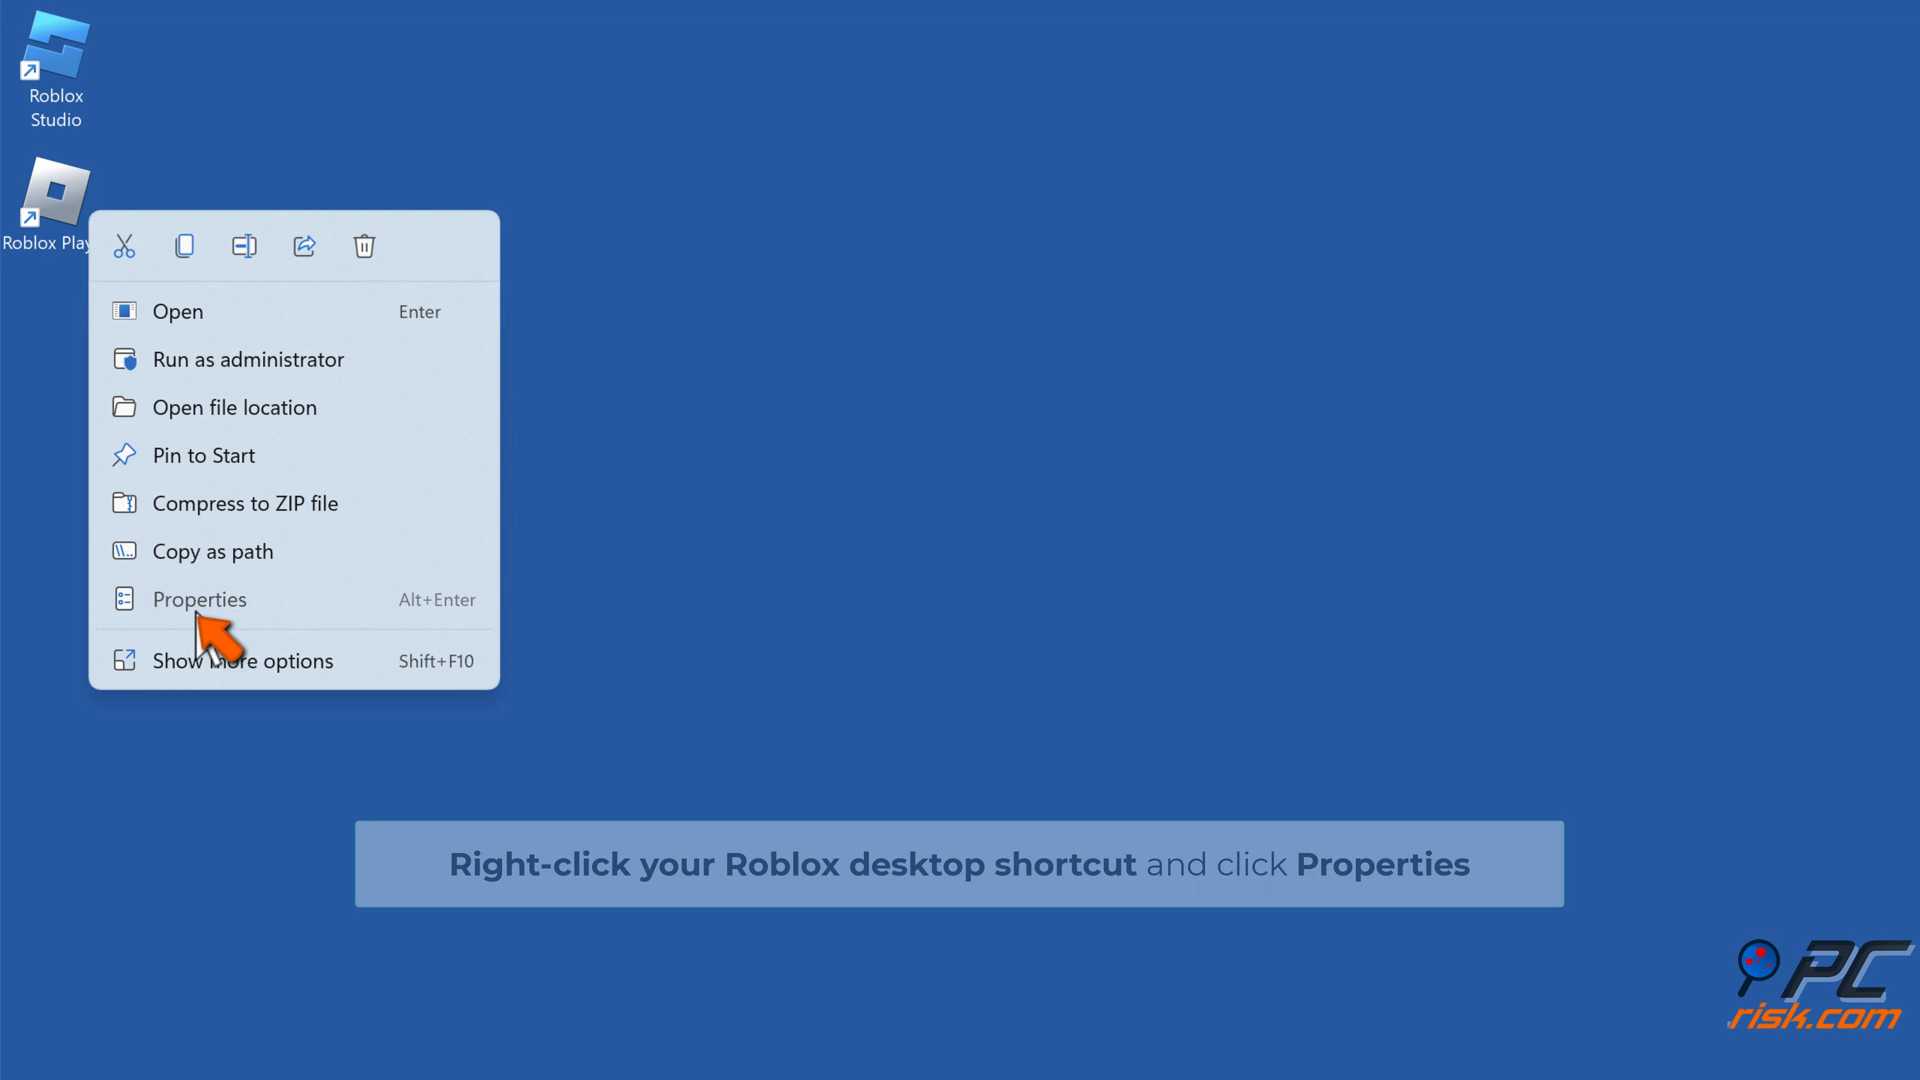 Roblox
Studio
Roblox Play
Open Enter
Run as administrator
Open file location
Pin to Start
Compress to ZIP file
Copy as path
Properties Alt+Enter
Show more options Shift+F10
Right-click your Roblox desktop shortcut and click Properties
PC
risk.com